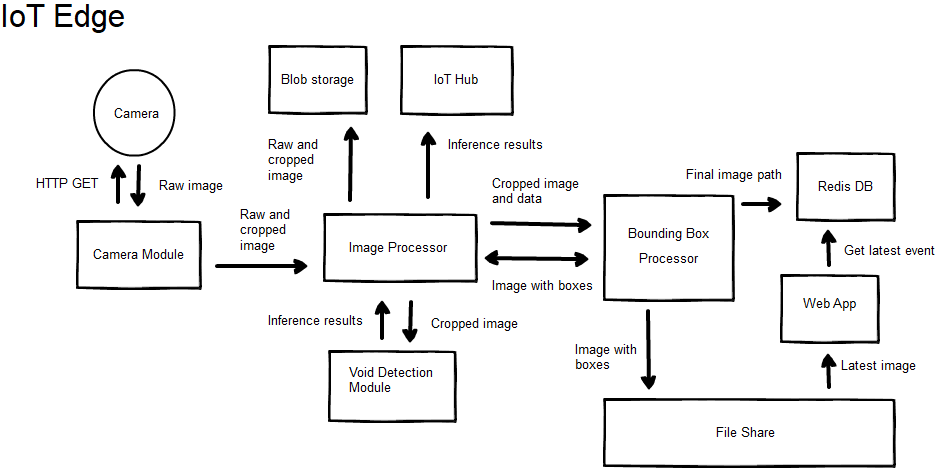 IoT Edge
Blob storage
IoT Hub
Camera
Raw and
cropped
image
Inference results
HTTP GET
Raw image
Cropped image
and data
Final image path
Redis DB
Raw and
cropped
image
Camera Module
Image Processor
Bounding Box
Processor
Get latest event
Image with boxes
Web App
Inference results
Cropped image
Image with
boxes
Void Detection
Module
Latest image
File Share